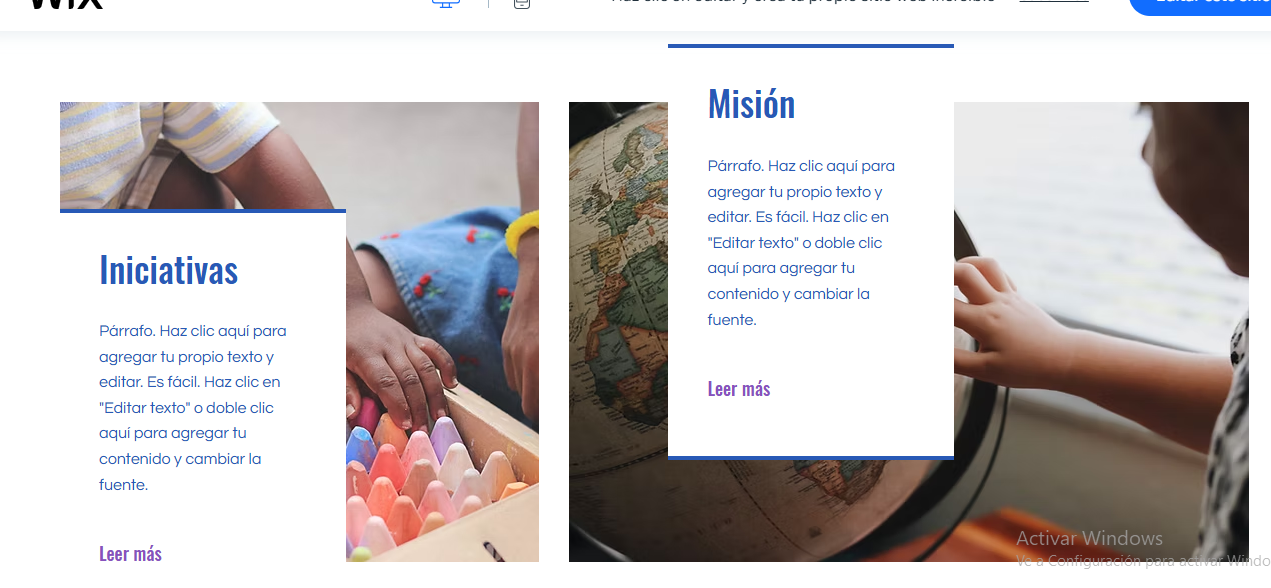 Wix
Haz clic en editar y crea tu propio sitio web increíble
Misión
Párrafo. Haz clic aquí para
agregar tu propio texto y
editar. Es fácil. Haz clic en
"Editar texto" o doble clic
aquí para agregar tu
contenido y cambiar la
fuente.
Leer más
Iniciativas
Párrafo. Haz clic aquí para
agregar tu propio texto y
editar. Es fácil. Haz clic en
"Editar texto" o doble clic
aquí para agregar tu
contenido y cambiar la
fuente.
Leer más
Activar Windows
Ve a Configuración para activar Windo